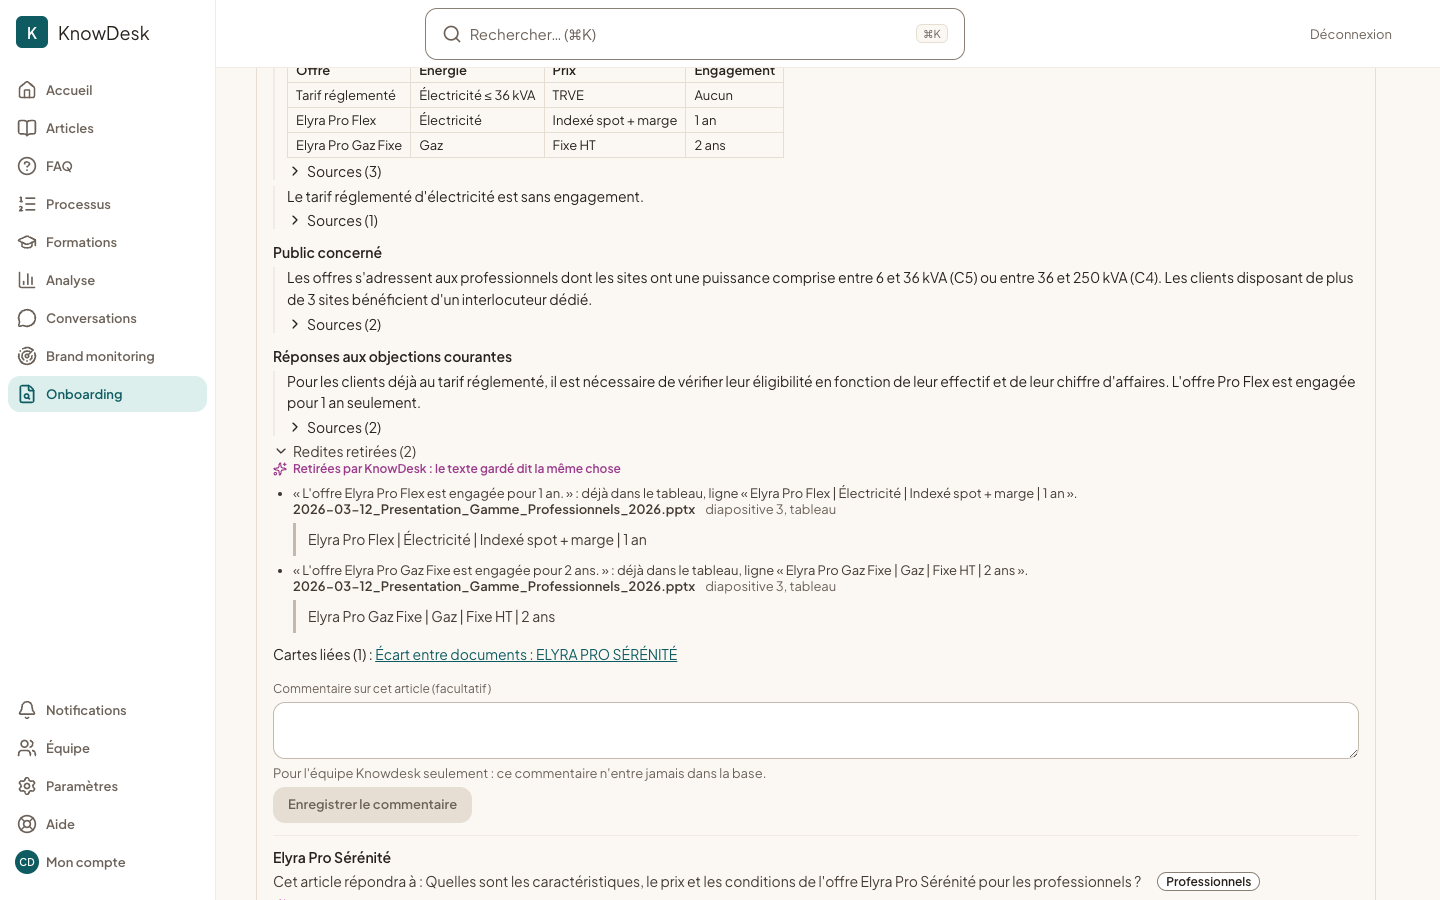 K KnowDesk
Rechercher... (⌘K)
⌘K
Déconnexion
Accueil
Articles
FAQ
Processus
Formations
Analyse
Conversations
Brand monitoring
Onboarding
Notifications
Équipe
Paramètres
Aide
CD Mon compte
Offre | Énergie | Prix | Engagement
Tarif réglementé | Électricité ≤ 36 kVA | TRVE | Aucun
Elyra Pro Flex | Électricité | Indexé spot + marge | 1 an
Elyra Pro Gaz Fixe | Gaz | Fixe HT | 2 ans
Sources (3)
Le tarif réglementé d'électricité est sans engagement.
Sources (1)
Public concerné
Les offres s'adressent aux professionnels dont les sites ont une puissance comprise entre 6 et 36 kVA (C5) ou entre 36 et 250 kVA (C4). Les clients disposant de plus
de 3 sites bénéficient d'un interlocuteur dédié.
Sources (2)
Réponses aux objections courantes
Pour les clients déjà au tarif réglementé, il est nécessaire de vérifier leur éligibilité en fonction de leur effectif et de leur chiffre d'affaires. L'offre Pro Flex est engagée
pour 1 an seulement.
Sources (2)
Redites retirées (2)
Retirées par KnowDesk : le texte gardé dit la même chose
• « L'offre Elyra Pro Flex est engagée pour 1 an. » : déjà dans le tableau, ligne « Elyra Pro Flex | Électricité | Indexé spot + marge | 1 an ».
2026-03-12_Presentation_Gamme_Professionnels_2026.pptx diapositive 3, tableau
Elyra Pro Flex | Électricité | Indexé spot + marge | 1 an
• « L'offre Elyra Pro Gaz Fixe est engagée pour 2 ans. » : déjà dans le tableau, ligne « Elyra Pro Gaz Fixe | Gaz | Fixe HT | 2 ans ».
2026-03-12_Presentation_Gamme_Professionnels_2026.pptx diapositive 3, tableau
Elyra Pro Gaz Fixe | Gaz | Fixe HT | 2 ans
Cartes liées (1) : Écart entre documents : ELYRA PRO SÉRÉNITÉ
Commentaire sur cet article (facultatif)
Pour l'équipe Knowdesk seulement : ce commentaire n'entre jamais dans la base.
Enregistrer le commentaire
Elyra Pro Sérénité
Cet article répondra à : Quelles sont les caractéristiques, le prix et les conditions de l'offre Elyra Pro Sérénité pour les professionnels ? Professionnels